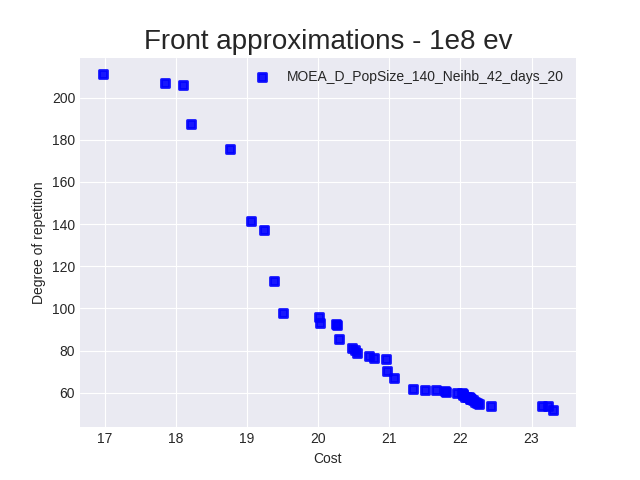 Front approximations - 1e8 ev
MOEA_D_PopSize_140_Neihb_42_days_20
Degree of repetition
200
180
160
140
120
100
80
60
17 18 19 20 21 22 23
Cost